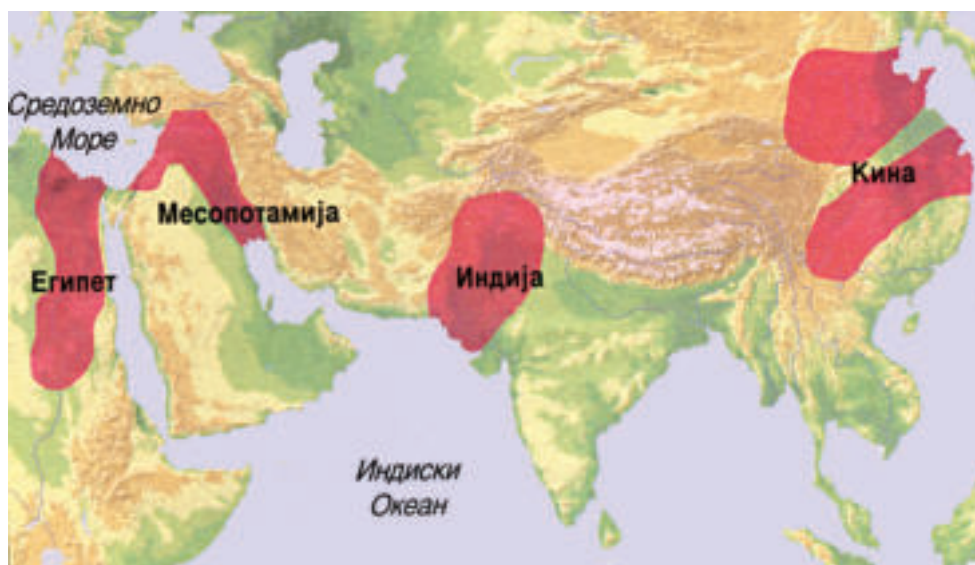 Средоземно
Море
Месопотамија
Египет
Индија
Кина
Индиски
Океан